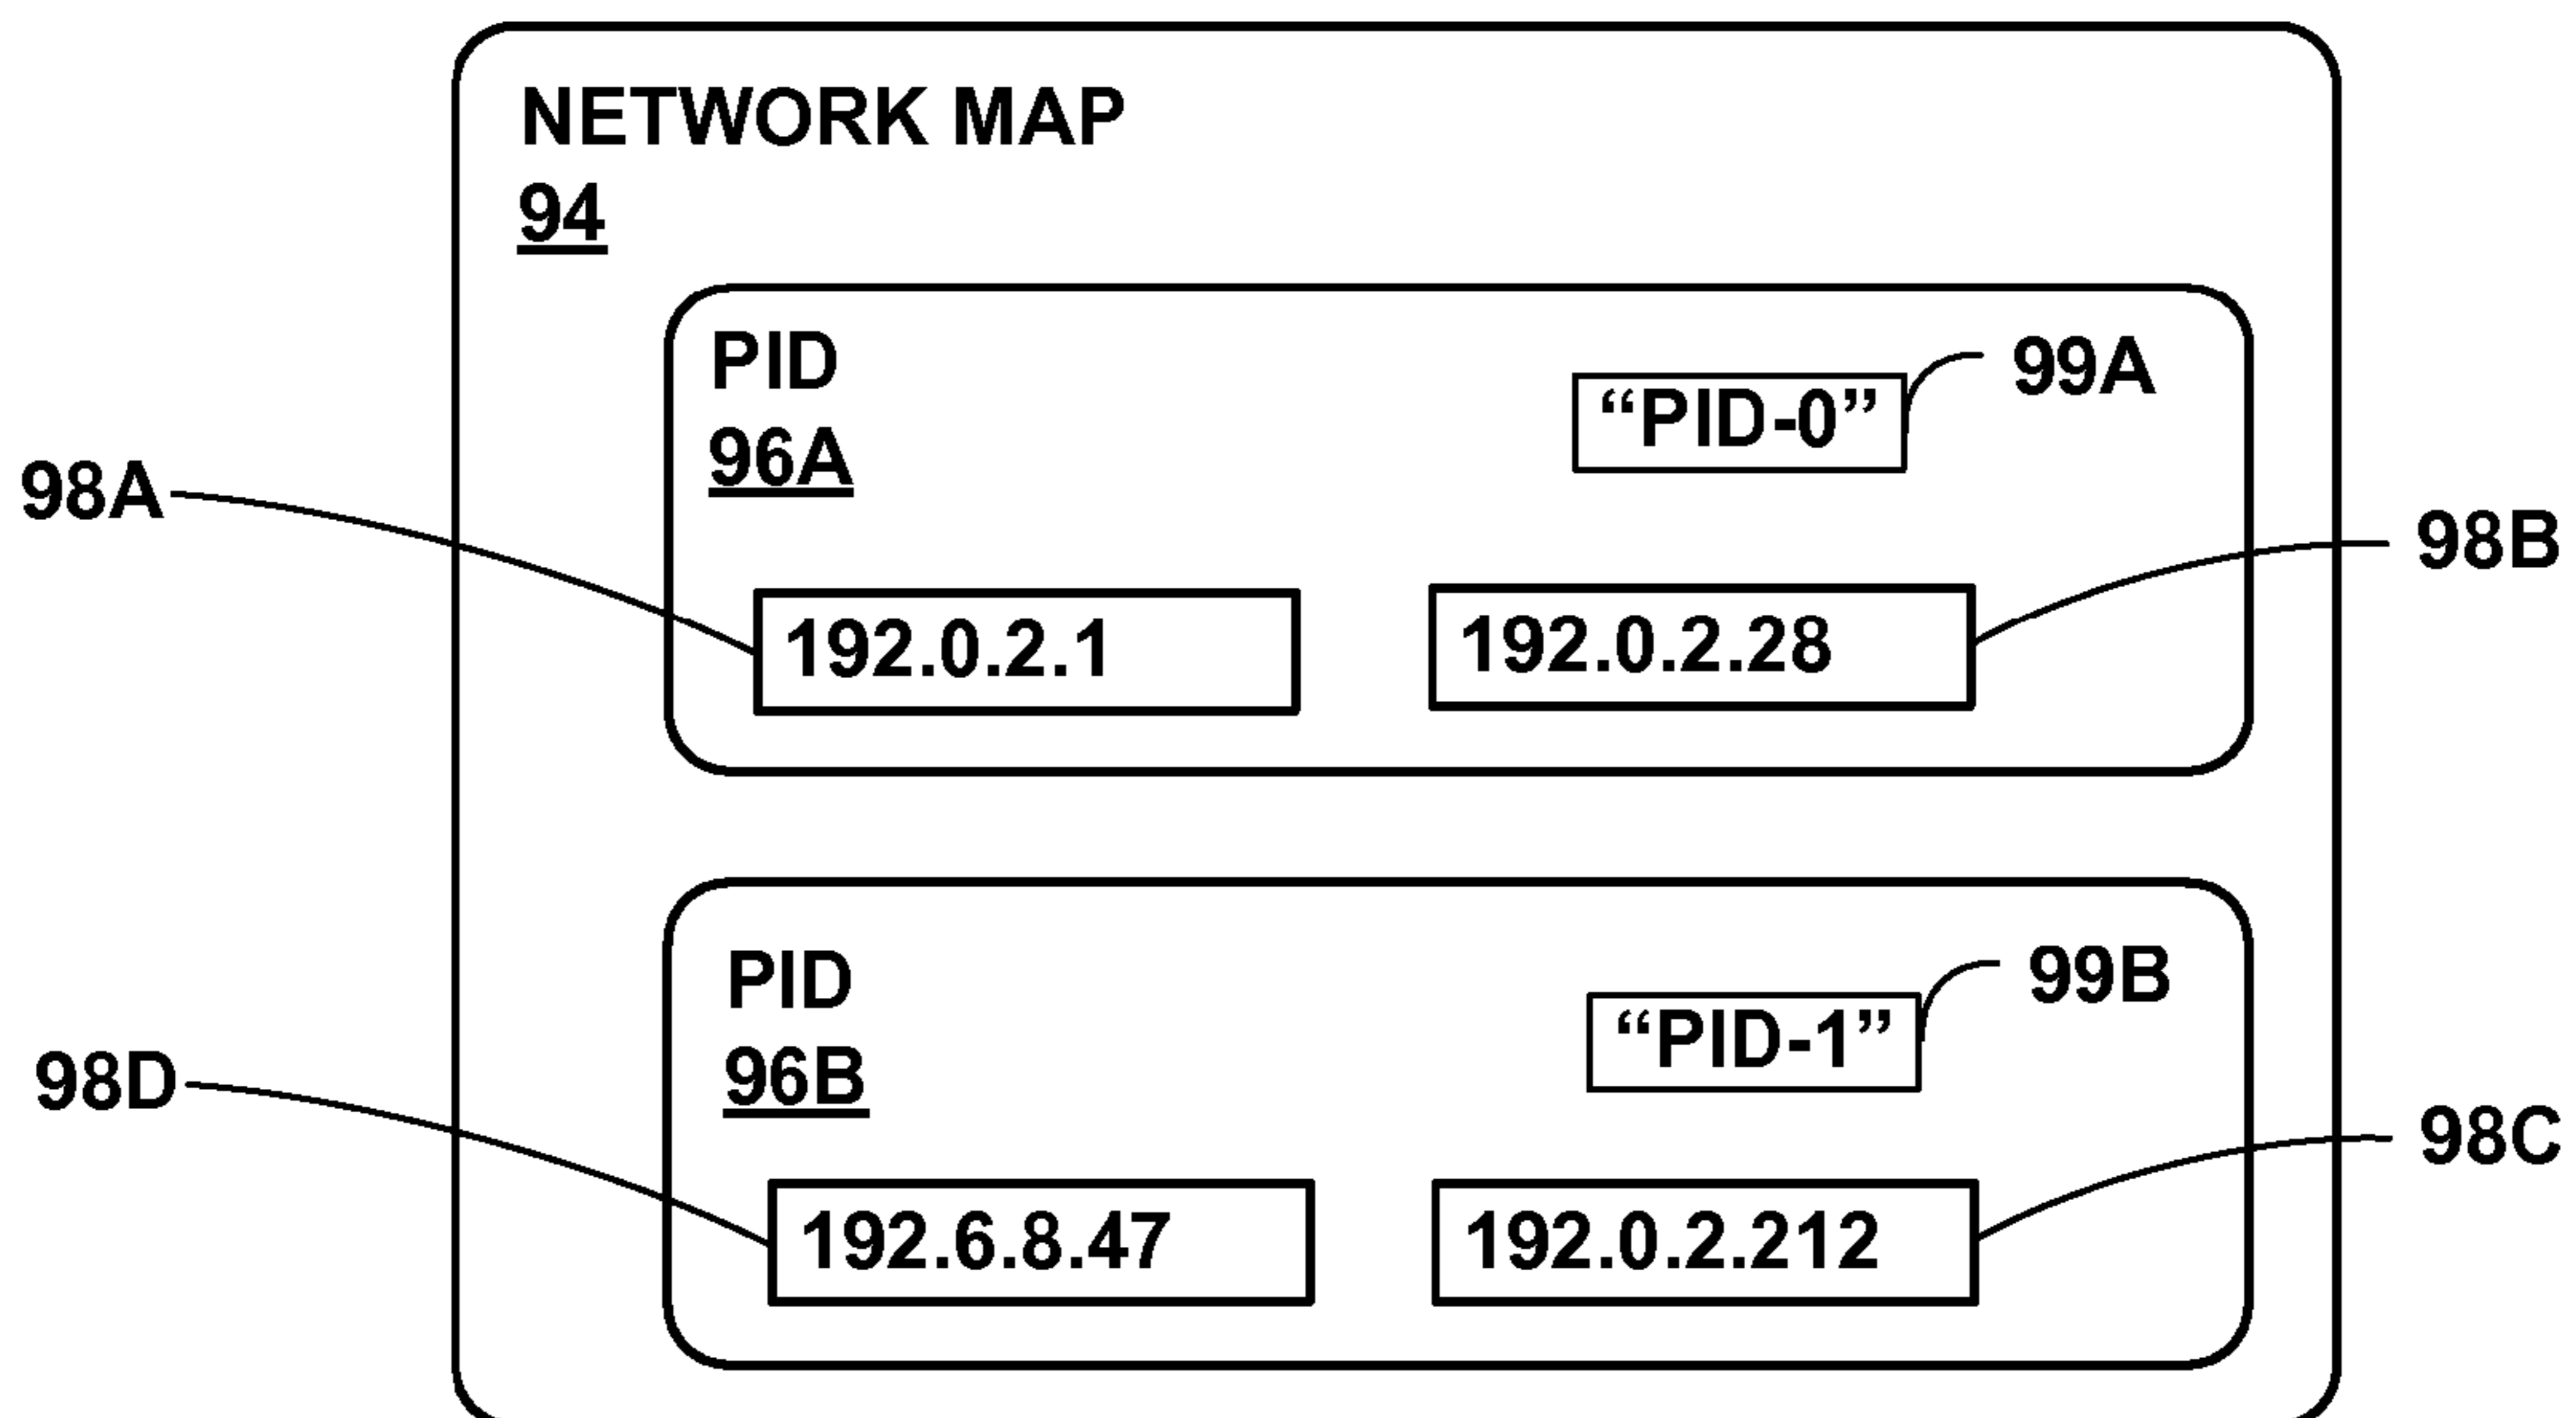 NETWORK MAP
94
PID
96A
“PID-0”
99A
98A
98B
192.0.2.1
192.0.2.28
PID
96B
“PID-1”
99B
98D
98C
192.6.8.47
192.0.2.212